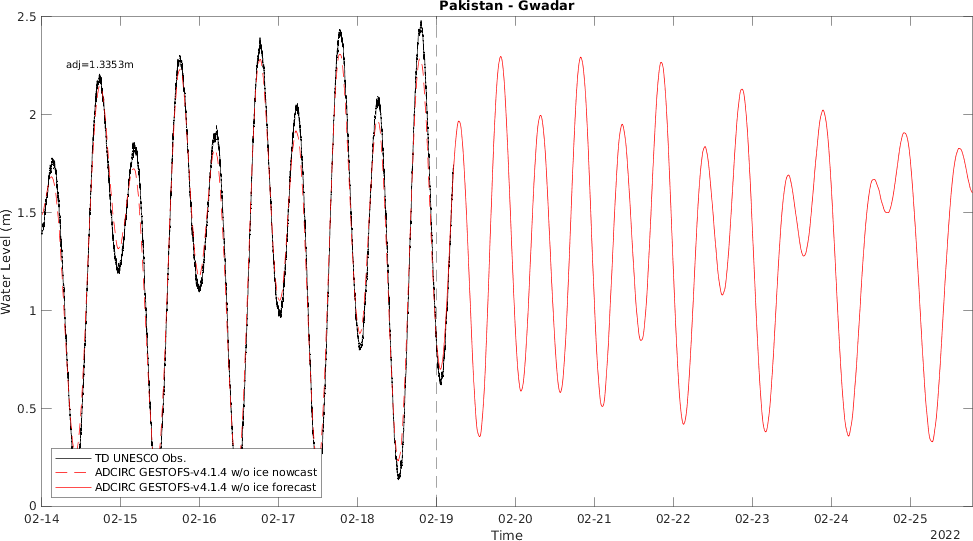 Pakistan - Gwadar
2.5
adj=1.3353m
2
1.5
Water Level (m)
1
0.5
TD UNESCO Obs.
ADCIRC GESTOFS-v4.1.4 w/o ice nowcast
ADCIRC GESTOFS-v4.1.4 w/o ice forecast
0
02-14 02-15 02-16 02-17 02-18 02-19 02-20 02-21 02-22 02-23 02-24 02-25
Time
2022